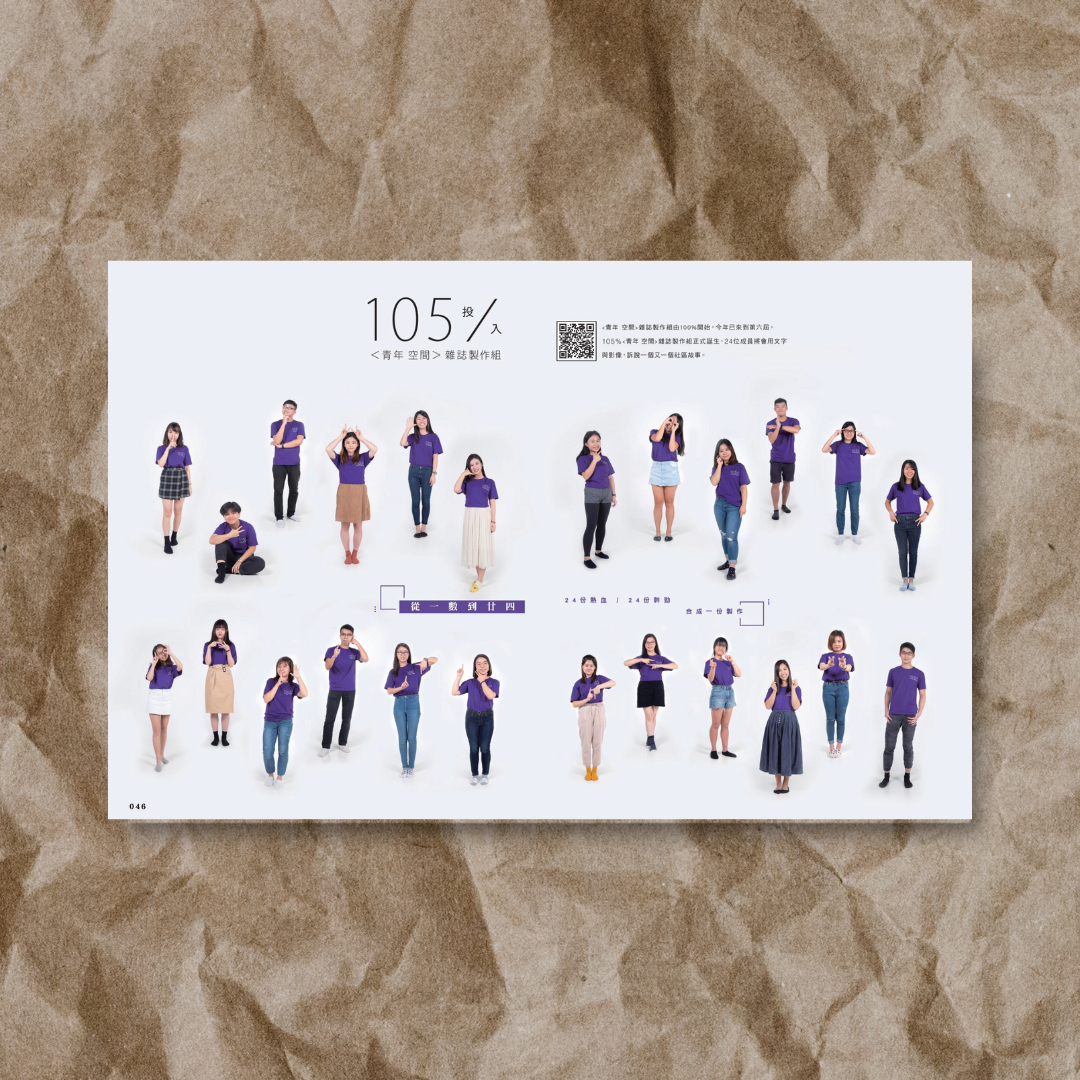 105投/入
<青年 空間> 雜誌製作組
<青年 空間>雜誌製作組由100%開始，今年已來到第六屆。
105%<青年 空間>雜誌製作組正式誕生，24位成員將會用文字
與影像，訴說一個又一個社區故事。
從一數到廿四
24份熱血 / 24份幹勁
合成一份製作
046